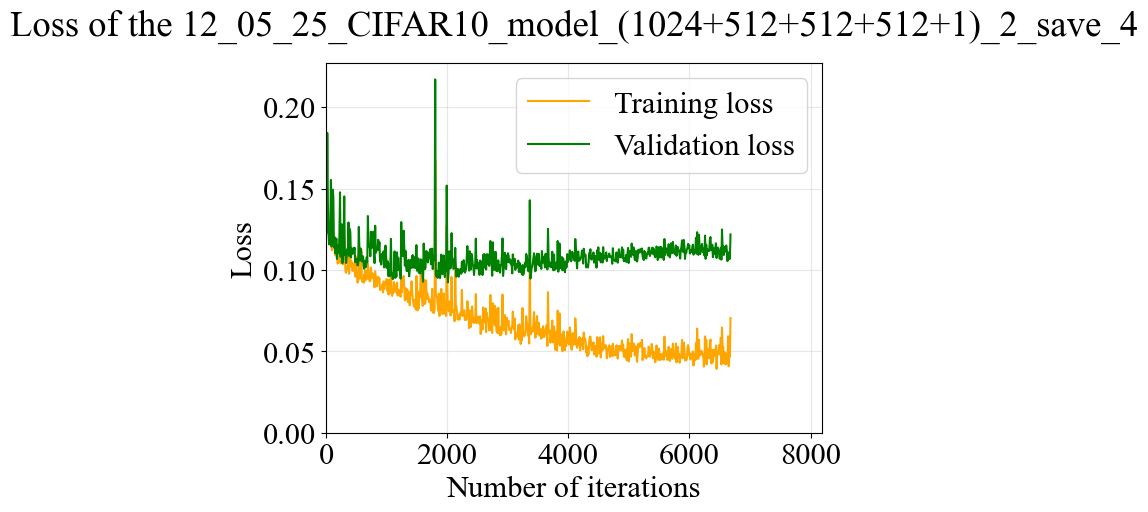 Loss of the 12_05_25_CIFAR10_model_(1024+512+512+512+1)_2_save_4
Training loss
Validation loss
0.20
0.15
0.10
0.05
0.00
Loss
0 2000 4000 6000 8000
Number of iterations